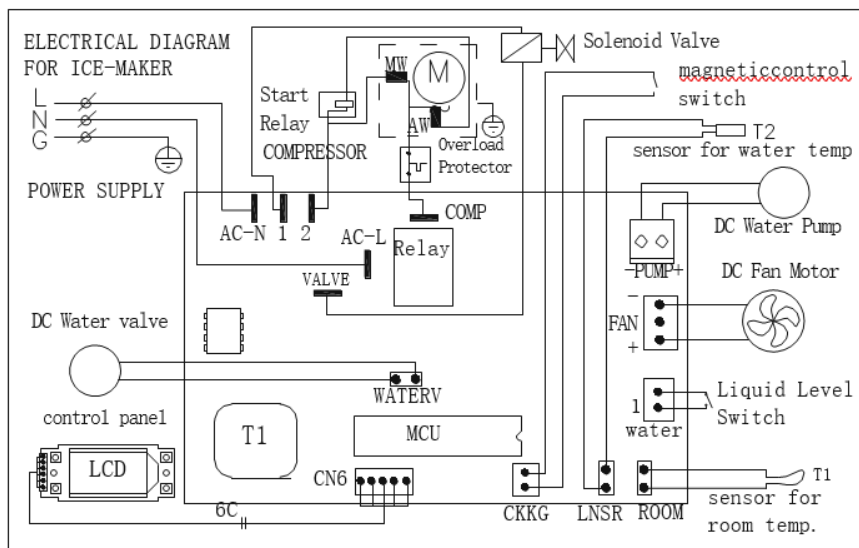 ELECTRICAL DIAGRAM
FOR ICE-MAKER
L
N
G
POWER SUPPLY
Start
Relay
COMPRESSOR
MW
M
AW
Overload
Protector
Solenoid Valve
magneticcontrol
switch
T2
sensor for water temp
DC Water Pump
AC-N 1 2
AC-L
COMP
Relay
VALVE
-PUMP+
DC Fan Motor
-
FAN
+
DC Water valve
WATERV
Liquid Level
Switch
1
water
control panel
LCD
T1
MCU
CN6
6C
CKKG
LNSR
ROOM
T1
sensor for
room temp.